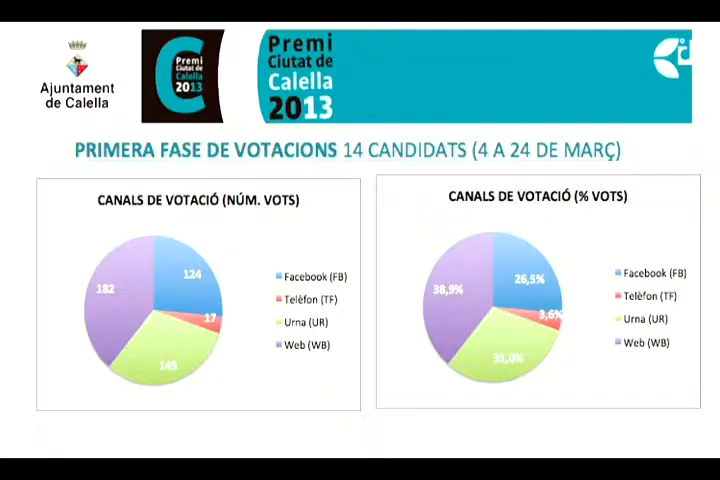 Ajuntament
de Calella
Premi
Ciutat de
Calella
2013
Premi
Ciutat de
Calella
2013
PRIMERA FASE DE VOTACIONS 14 CANDIDATS (4 A 24 DE MARÇ)
CANALS DE VOTACIÓ (NÚM. VOTS)
124
182
17
145
Facebook (FB)
Telèfon (TF)
Urna (UR)
Web (WB)
CANALS DE VOTACIÓ (% VOTS)
26,5%
38,9%
3,6%
31,0%
Facebook (FB)
Telèfon (TF)
Urna (UR)
Web (WB)